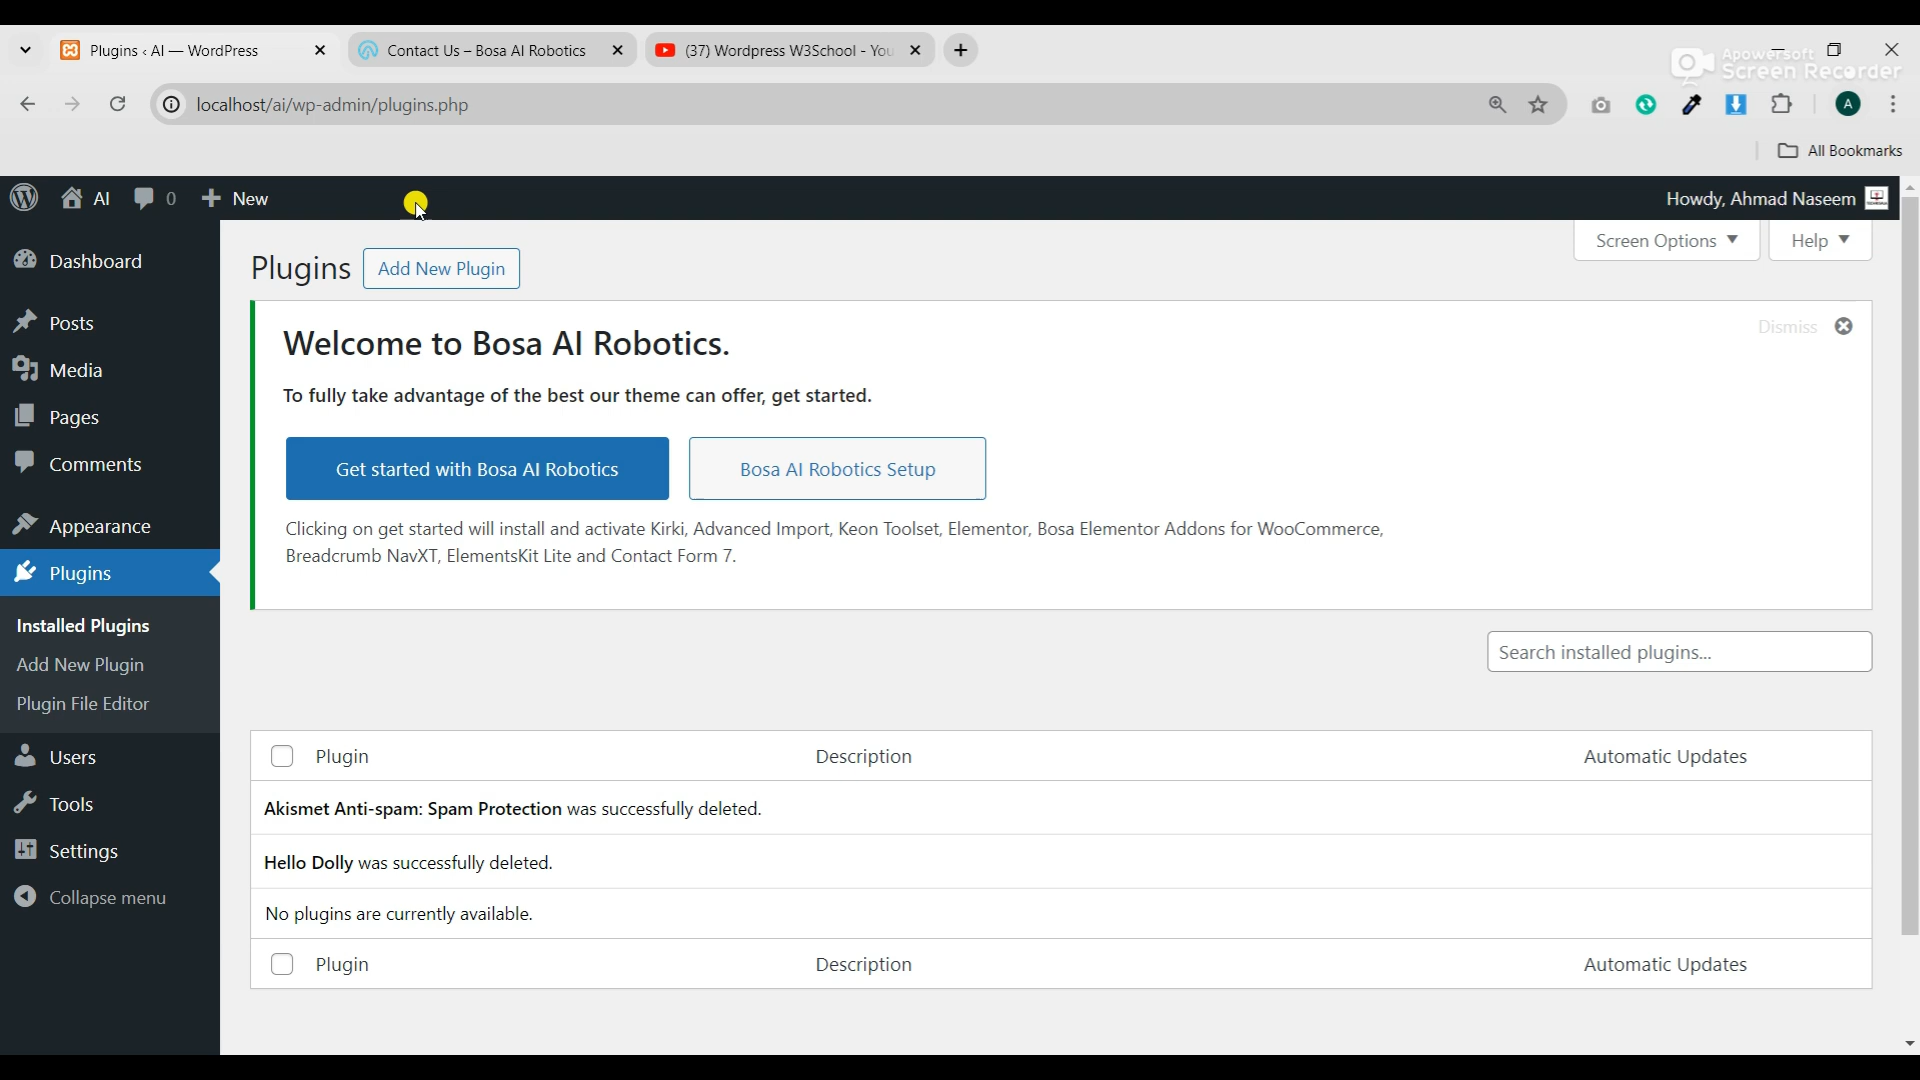 Plugins ‹ AI — WordPress
Contact Us – Bosa AI Robotics
(37) Wordpress W3School - You
Apowersoft
Screen Recorder
localhost/ai/wp-admin/plugins.php
A
All Bookmarks
AI
0
New
Howdy, Ahmad Naseem
Screen Options
Help
Dashboard
Posts
Media
Pages
Comments
Appearance
Plugins
Installed Plugins
Add New Plugin
Plugin File Editor
Users
Tools
Settings
Collapse menu
Plugins
Add New Plugin
Welcome to Bosa AI Robotics.
Dismiss
To fully take advantage of the best our theme can offer, get started.
Get started with Bosa AI Robotics
Bosa AI Robotics Setup
Clicking on get started will install and activate Kirki, Advanced Import, Keon Toolset, Elementor, Bosa Elementor Addons for WooCommerce,
Breadcrumb NavXT, ElementsKit Lite and Contact Form 7.
Search installed plugins...
Plugin Description Automatic Updates
Akismet Anti-spam: Spam Protection was successfully deleted.
Hello Dolly was successfully deleted.
No plugins are currently available.
Plugin Description Automatic Updates